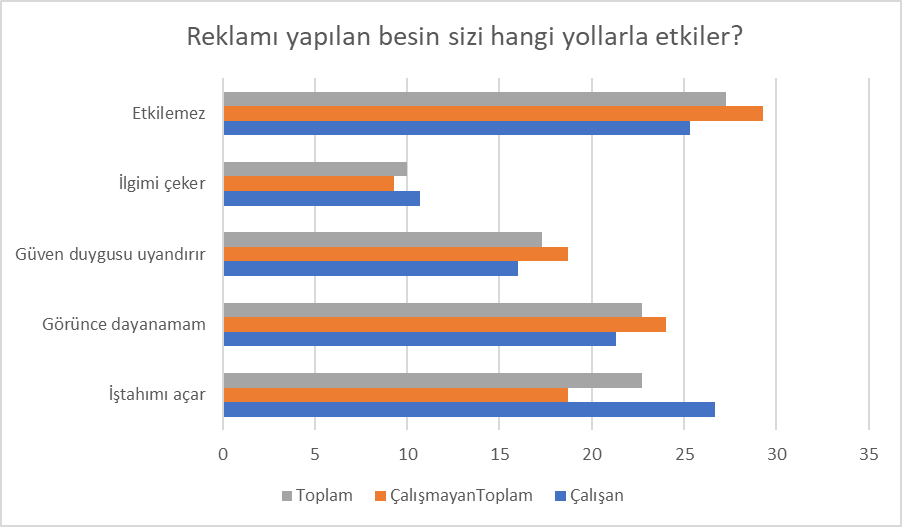 Reklamı yapılan besin sizi hangi yollarla etkiler?
Etkilemez
İlgimi çeker
Güven duygusu uyandırır
Görünce dayanamam
İştahımı açar
0 5 10 15 20 25 30 35
Toplam ÇalışmayanToplam Çalışan